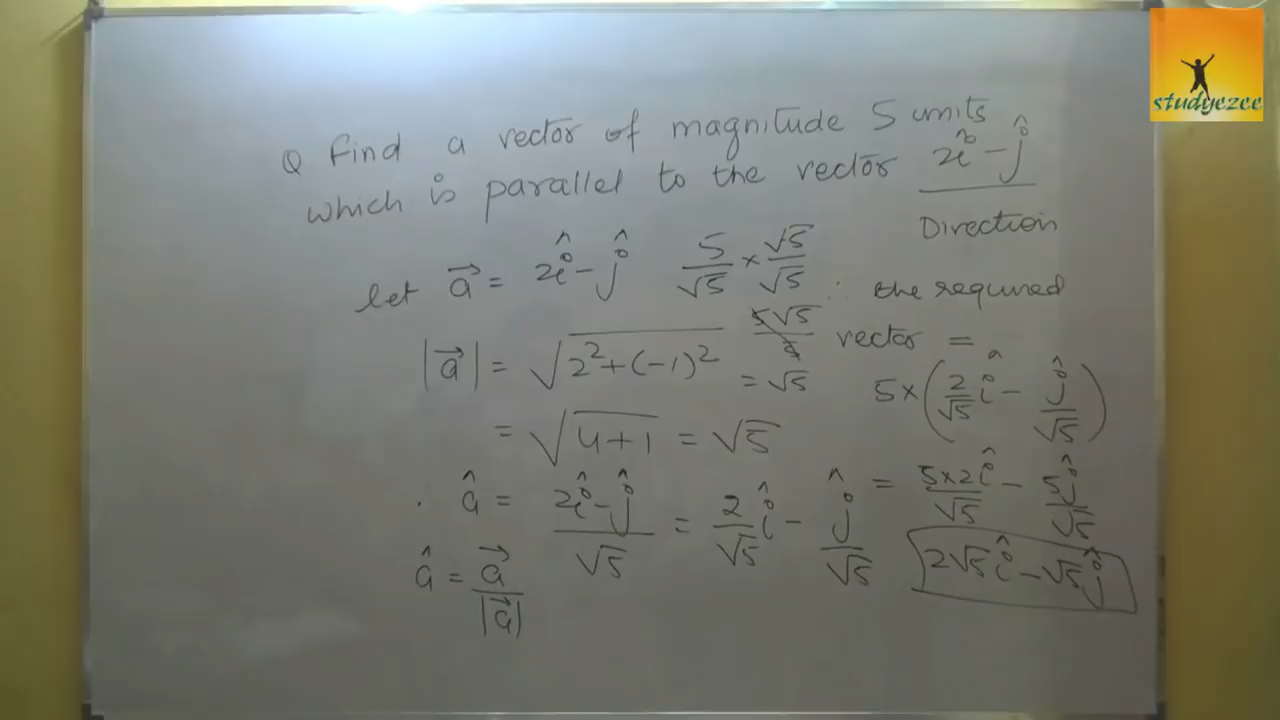 studyezee
Q Find a vector of magnitude 5 units
which is parallel to the vector 2î - ĵ
Direction
let a⃗ = 2î - ĵ
|a⃗| = √(2² + (-1)²)
= √(4+1) = √5
. â = (2î - ĵ)/√5 = 2/√5 î - ĵ/√5
â = a⃗/|a⃗|
5/√5 × √5/√5
5√5/5
= √5
∴ the required
vector =
5 × (2/√5 î - ĵ/√5)
= 5×2î/√5 - 5ĵ/√5
2√5 î - √5 ĵ